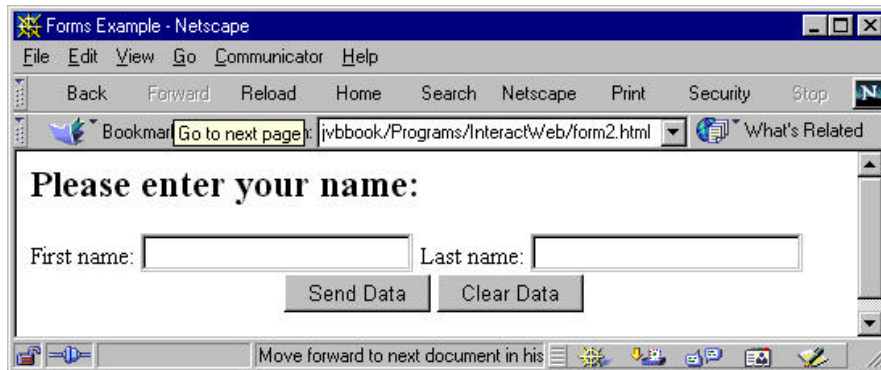 Forms Example - Netscape
File Edit View Go Communicator Help
Back Forward Reload Home Search Netscape Print Security Stop N
Bookmar Go to next page n: jvbbook/Programs/InteractWeb/form2.html What's Related
Please enter your name:
First name: Last name:
Send Data Clear Data
Move forward to next document in his